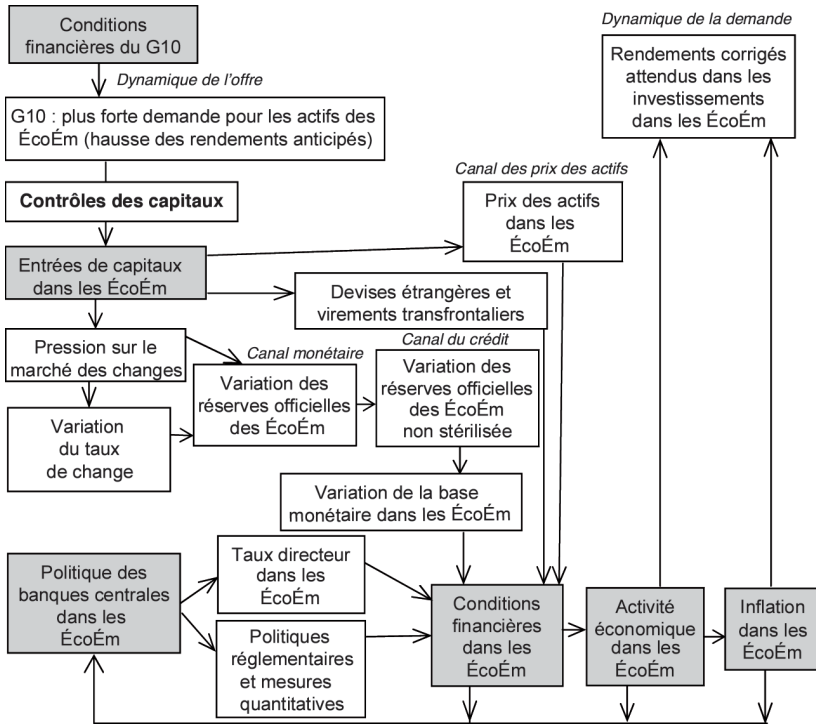 Conditions
financières du G10
Dynamique de l'offre
G10 : plus forte demande pour les actifs des
ÉcoÉm (hausse des rendements anticipés)
Contrôles des capitaux
Entrées de capitaux
dans les ÉcoÉm
Dynamique de la demande
Rendements corrigés
attendus dans les
investissements
dans les ÉcoÉm
Canal des prix des actifs
Prix des actifs
dans les
ÉcoÉm
Devises étrangères et
virements transfrontaliers
Pression sur le
marché des changes
Canal monétaire
Variation des
réserves officielles
des ÉcoÉm
Canal du crédit
Variation des
réserves officielles
des ÉcoÉm
non stérilisée
Variation
du taux
de change
Variation de la base
monétaire dans les ÉcoÉm
Politique des
banques centrales
dans les
ÉcoÉm
Taux directeur
dans les
ÉcoÉm
Politiques
réglementaires
et mesures
quantitatives
Conditions
financières
dans les
ÉcoÉm
Activité
économique
dans les
ÉcoÉm
Inflation
dans les
ÉcoÉm